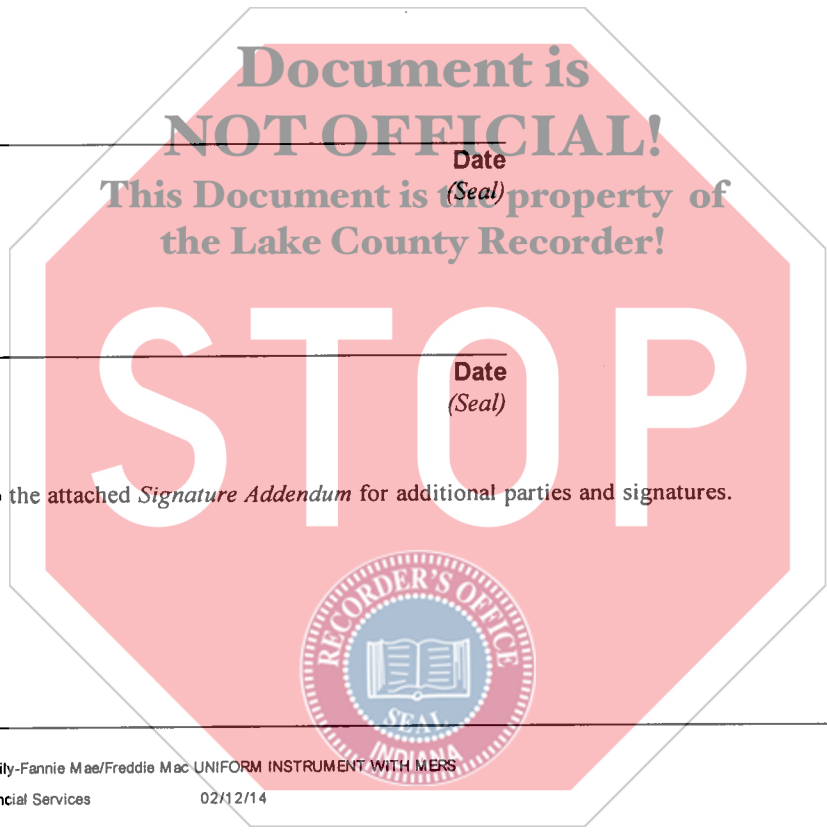 Document is
NOT OFFICIAL!
Date
This Document is the property of
(Seal)
the Lake County Recorder!
STOP
Date
(Seal)
the attached Signature Addendum for additional parties and signatures.
RECORDER'S OFFICE
SEAL
INDIANA
ily-Fannie Mae/Freddie Mac UNIFORM INSTRUMENT WITH MERS
ncial Services 02/12/14